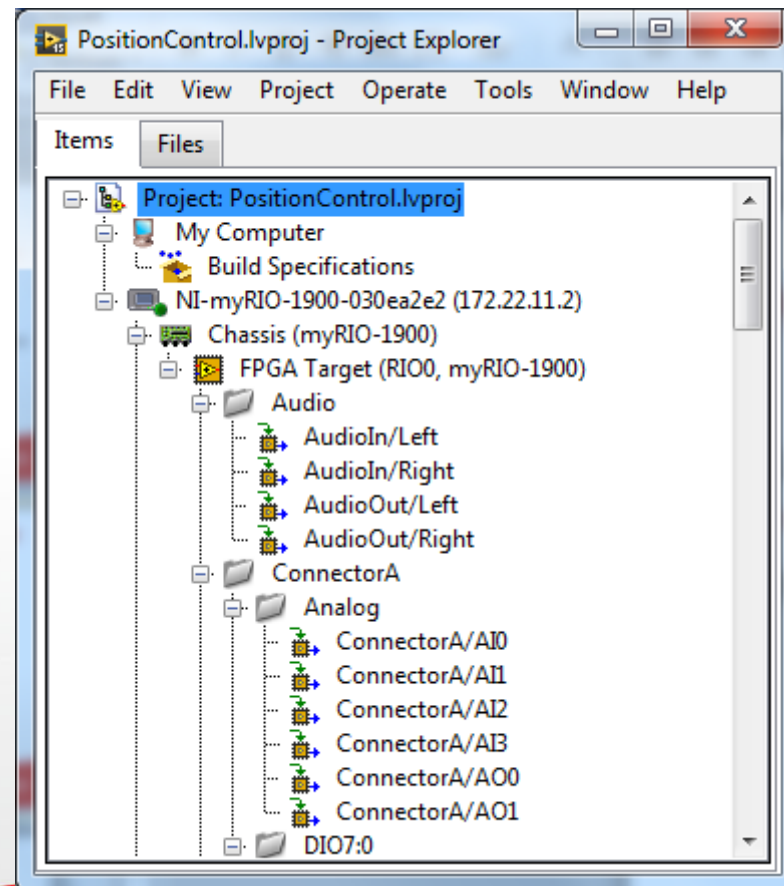 PositionControl.lvproj - Project Explorer
File Edit View Project Operate Tools Window Help
Items Files
Project: PositionControl.lvproj
My Computer
Build Specifications
NI-myRIO-1900-030ea2e2 (172.22.11.2)
Chassis (myRIO-1900)
FPGA Target (RIO0, myRIO-1900)
Audio
AudioIn/Left
AudioIn/Right
AudioOut/Left
AudioOut/Right
ConnectorA
Analog
ConnectorA/AI0
ConnectorA/AI1
ConnectorA/AI2
ConnectorA/AI3
ConnectorA/AO0
ConnectorA/AO1
DIO7:0